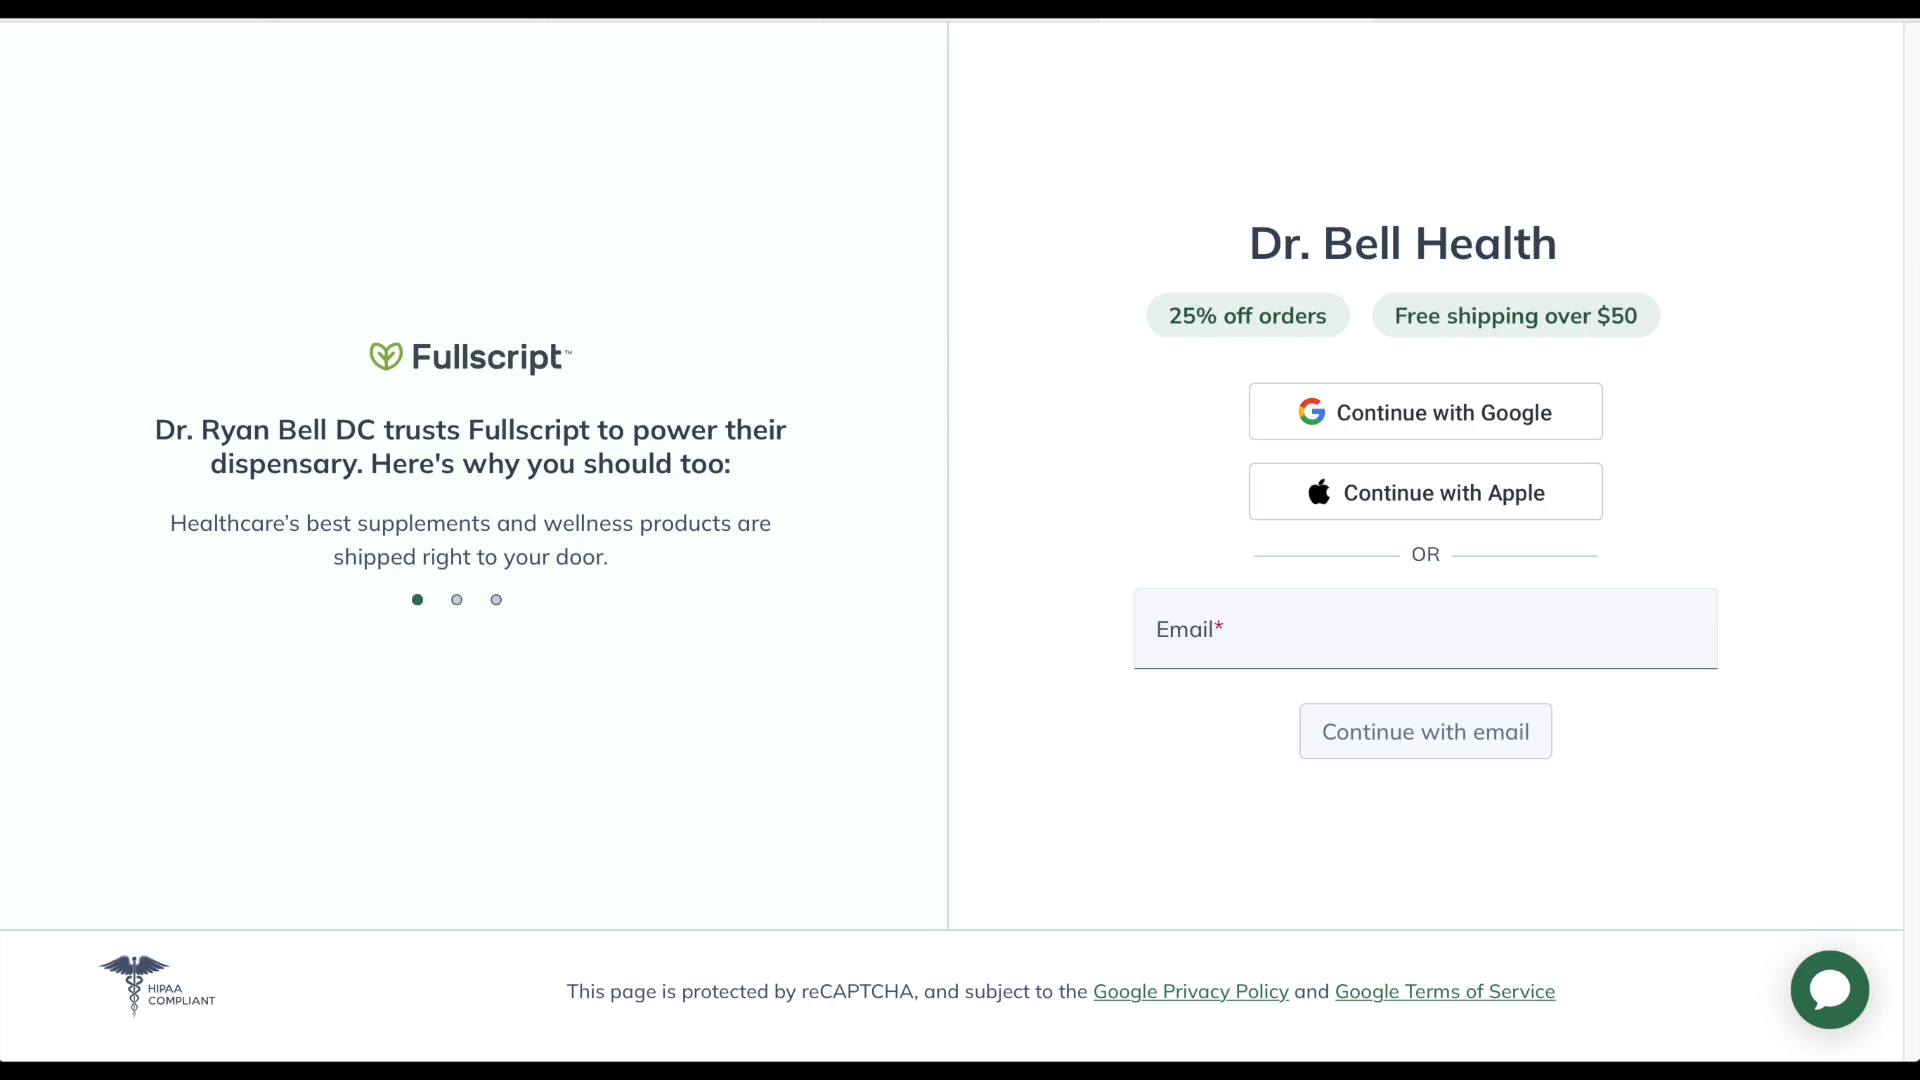 Fullscript™
Dr. Ryan Bell DC trusts Fullscript to power their
dispensary. Here's why you should too:
Healthcare’s best supplements and wellness products are
shipped right to your door.
Dr. Bell Health
25% off orders
Free shipping over $50
Continue with Google
Continue with Apple
OR
Email*
Continue with email
HIPAA
COMPLIANT
This page is protected by reCAPTCHA, and subject to the Google Privacy Policy and Google Terms of Service